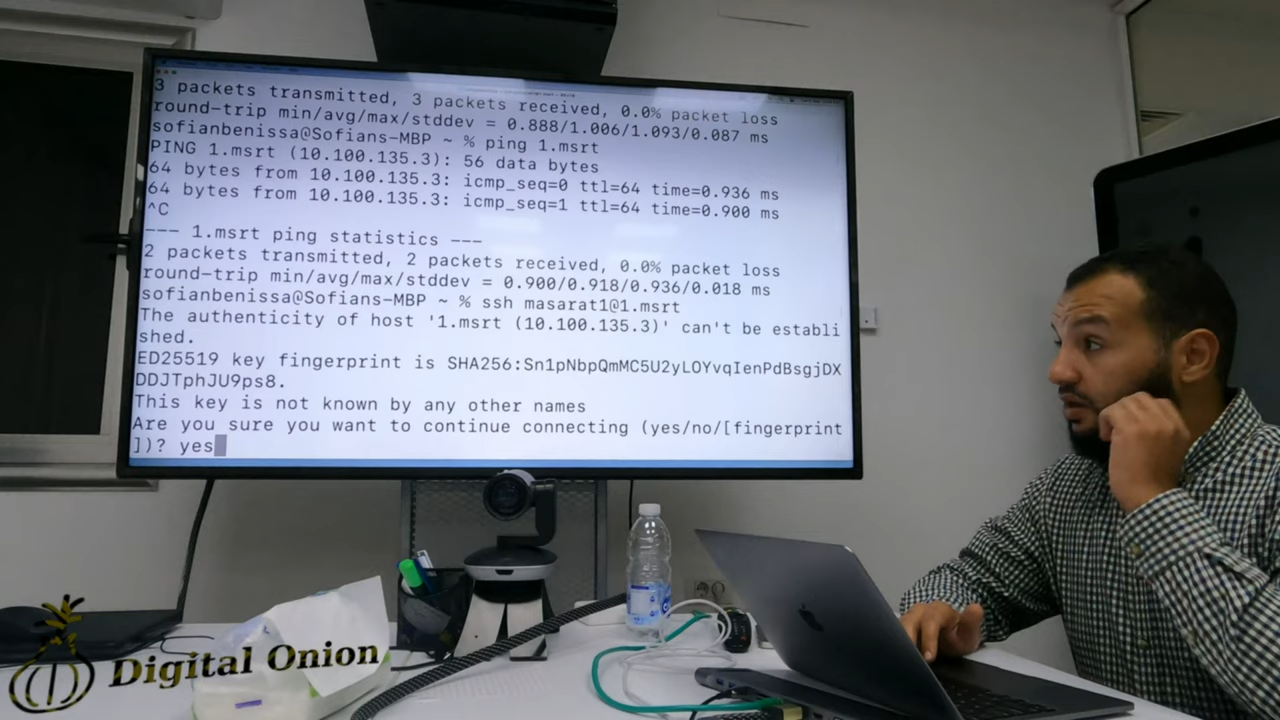 3 packets transmitted, 3 packets received, 0.0% packet loss
round-trip min/avg/max/stddev = 0.888/1.006/1.093/0.087 ms
sofianbenissa@Sofians-MBP ~ % ping 1.msrt
PING 1.msrt (10.100.135.3): 56 data bytes
64 bytes from 10.100.135.3: icmp_seq=0 ttl=64 time=0.936 ms
64 bytes from 10.100.135.3: icmp_seq=1 ttl=64 time=0.900 ms
^C
--- 1.msrt ping statistics ---
2 packets transmitted, 2 packets received, 0.0% packet loss
round-trip min/avg/max/stddev = 0.900/0.918/0.936/0.018 ms
sofianbenissa@Sofians-MBP ~ % ssh masarat1@1.msrt
The authenticity of host '1.msrt (10.100.135.3)' can't be establi
shed.
ED25519 key fingerprint is SHA256:Sn1pNbpQmMC5U2yLOYvqIenPdBsgjDX
DDJTphJU9ps8.
This key is not known by any other names
Are you sure you want to continue connecting (yes/no/[fingerprint
])? yes
Digital Onion